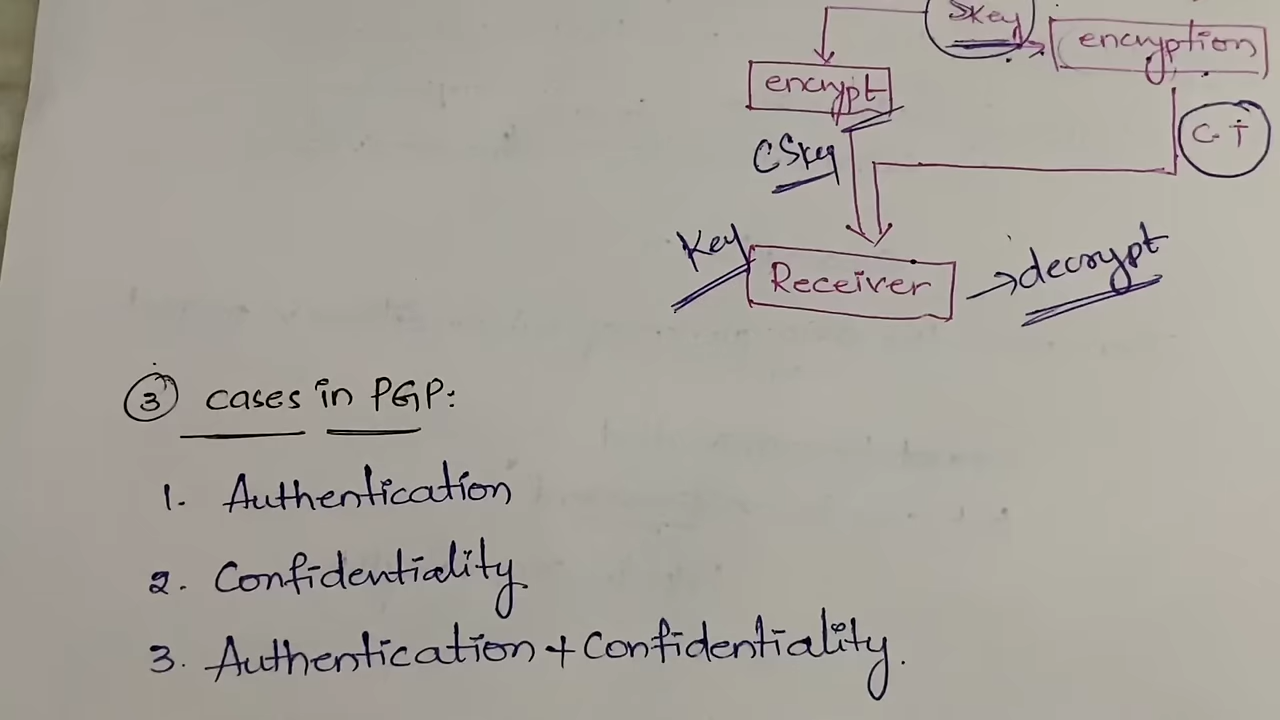 Skey
encryption
encrypt
C.T
CSkey
Key
Receiver
→decrypt
3 cases in PGP:
1. Authentication
2. Confidentiality
3. Authentication + Confidentiality.